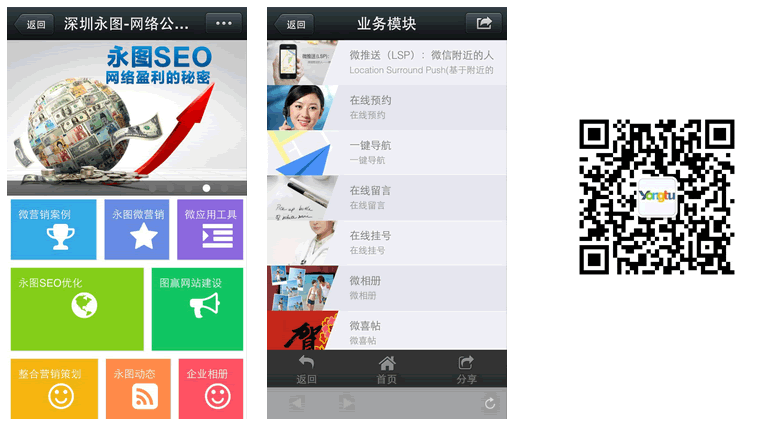 返回
深圳永图-网络公...
永图SEO
网络盈利的秘密
微营销案例
永图微营销
微应用工具
永图SEO优化
图赢网站建设
整合营销策划
永图动态
企业相册
返回
业务模块
微推送（LSP）：微信附近的人
Location Surround Push(基于附近的
在线预约
在线预约
一键导航
一键导航
在线留言
在线留言
在线挂号
在线挂号
微相册
微相册
微喜帖
微喜帖
贺
返回
首页
分享
Yongtu